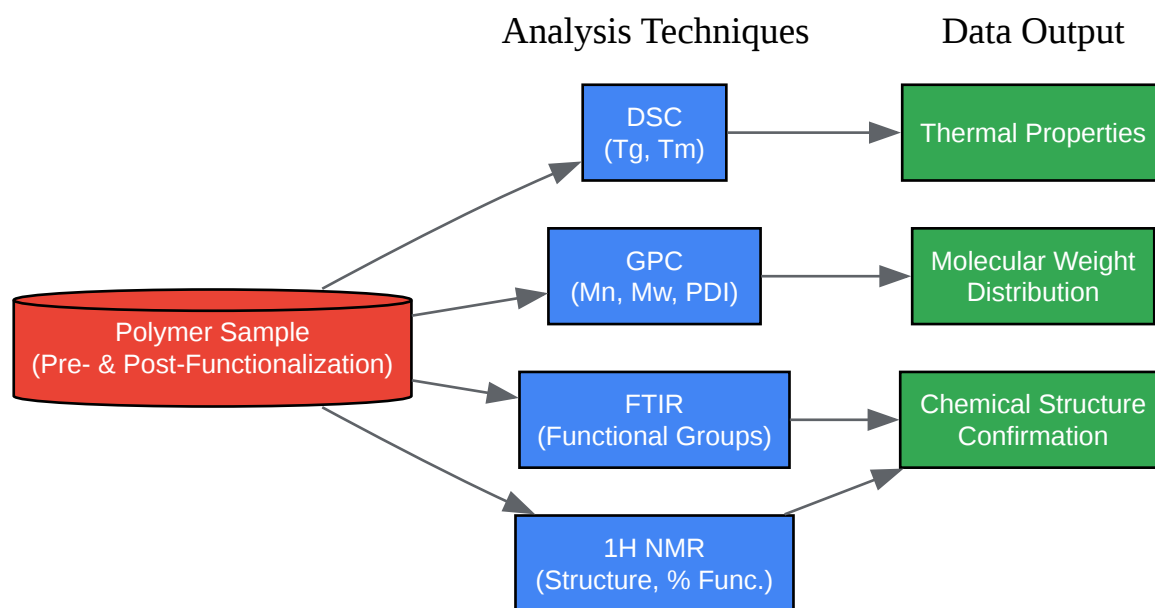 Analysis Techniques
Data Output
DSC
(Tg, Tm)
Thermal Properties
GPC
(Mn, Mw, PDI)
Molecular Weight
Distribution
Polymer Sample
(Pre- & Post-Functionalization)
FTIR
(Functional Groups)
Chemical Structure
Confirmation
1H NMR
(Structure, % Func.)